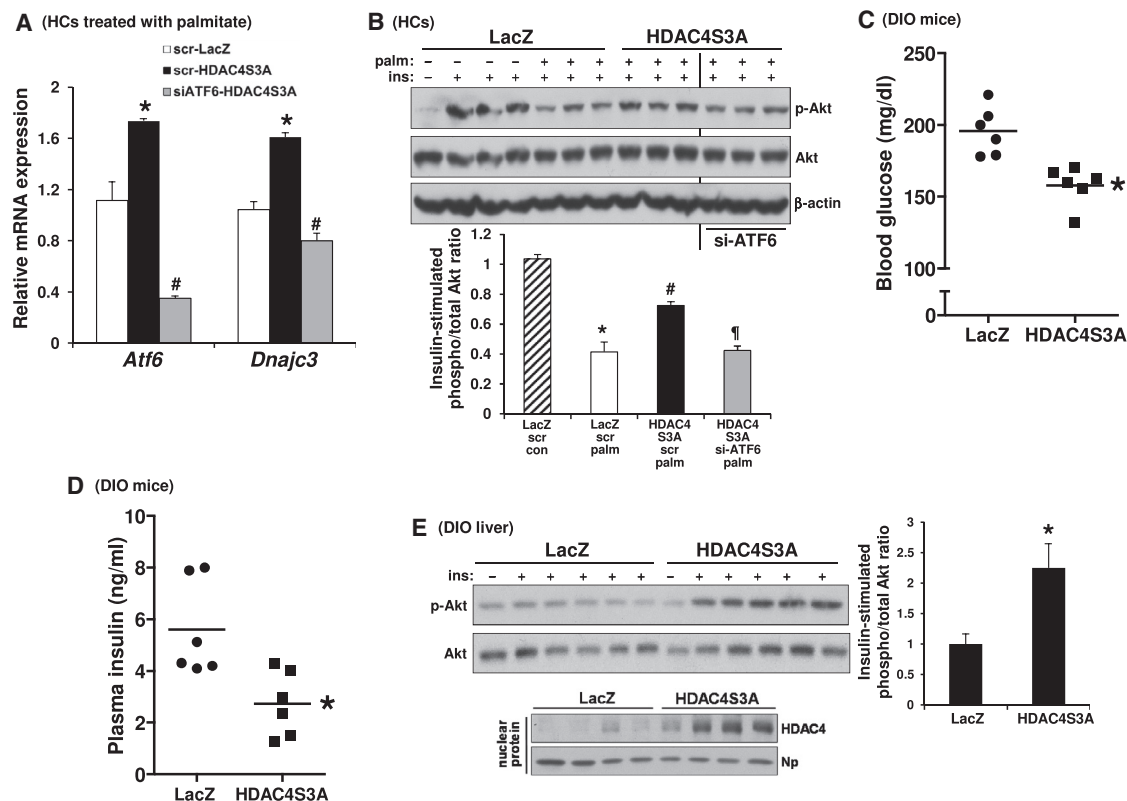 A (HCs treated with palmitate)
scr-LacZ
scr-HDAC4S3A
siATF6-HDAC4S3A
Relative mRNA expression
2
1.6
1.2
0.8
0.4
0
*
#
*
#
Atf6
Dnajc3
B (HCs)
LacZ
HDAC4S3A
palm: – – – – + + + + + + + + +
ins: – + + + + + + + + + + + +
p-Akt
Akt
β-actin
si-ATF6
Insulin-stimulated
phospho/total Akt ratio
1.2
1
0.8
0.6
0.4
0.2
0
*
#
¶
LacZ
scr
con
LacZ
scr
palm
HDAC4
S3A
scr
palm
HDAC4
S3A
si-ATF6
palm
C (DIO mice)
Blood glucose (mg/dl)
250
200
150
100
0
*
LacZ
HDAC4S3A
D (DIO mice)
Plasma insulin (ng/ml)
10
8
6
4
2
0
*
LacZ
HDAC4S3A
E (DIO liver)
LacZ
HDAC4S3A
ins: – + + + + + – + + + + +
p-Akt
Akt
LacZ
HDAC4S3A
nuclear
protein
HDAC4
Np
Insulin-stimulated
phospho/total Akt ratio
3
2.5
2
1.5
1
0.5
0
*
LacZ
HDAC4S3A